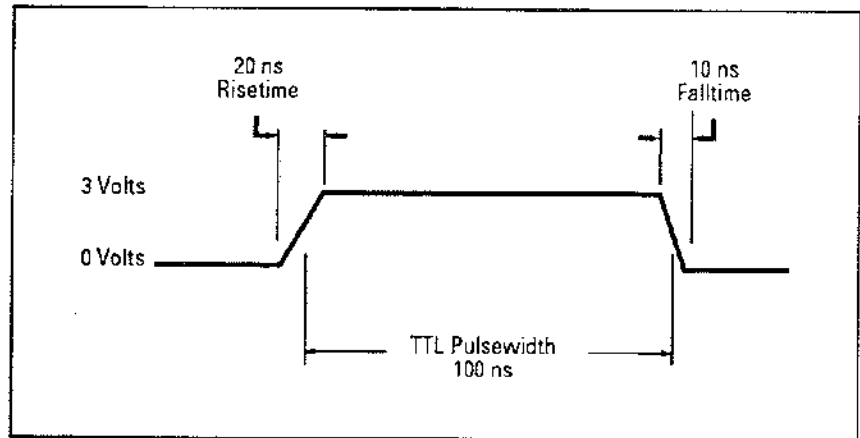 20 ns
Risetime
10 ns
Falltime
3 Volts
0 Volts
TTL Pulsewidth
100 ns